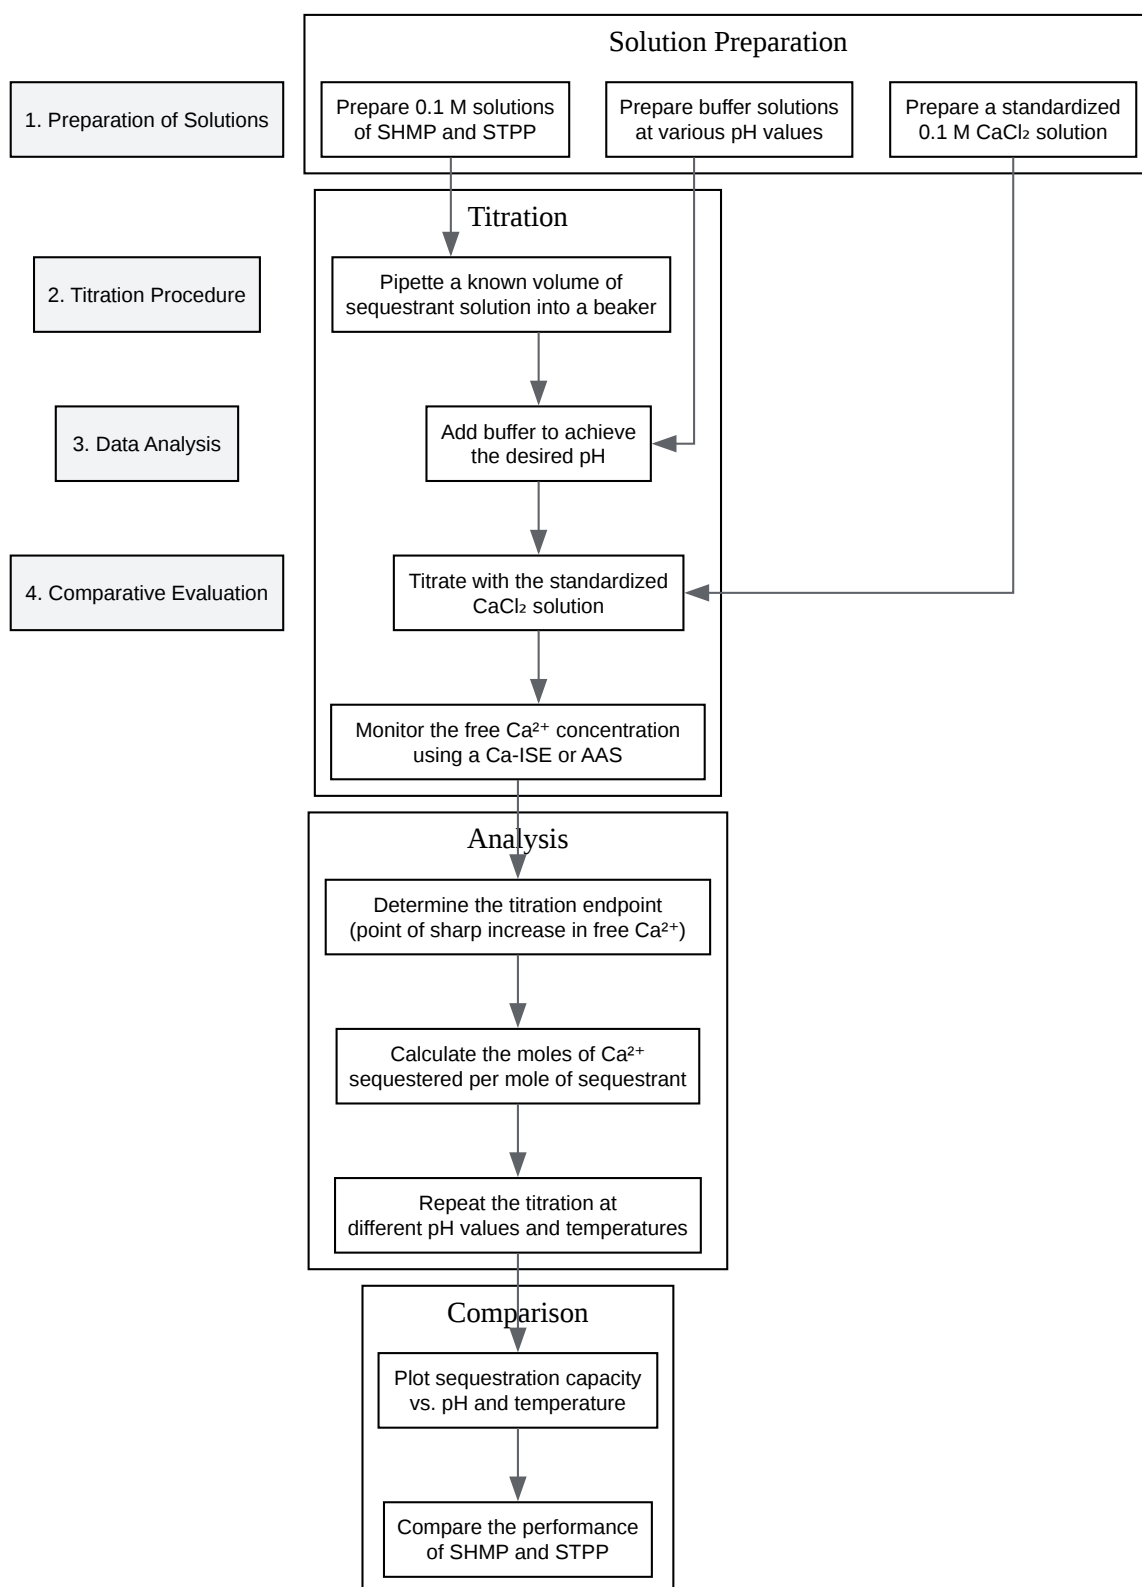 Solution Preparation
1. Preparation of Solutions
Prepare 0.1 M solutions
of SHMP and STPP
Prepare buffer solutions
at various pH values
Prepare a standardized
0.1 M CaCl₂ solution
Titration
2. Titration Procedure
Pipette a known volume of
sequestrant solution into a beaker
3. Data Analysis
Add buffer to achieve
the desired pH
4. Comparative Evaluation
Titrate with the standardized
CaCl₂ solution
Monitor the free Ca²⁺ concentration
using a Ca-ISE or AAS
Analysis
Determine the titration endpoint
(point of sharp increase in free Ca²⁺)
Calculate the moles of Ca²⁺
sequestered per mole of sequestrant
Repeat the titration at
different pH values and temperatures
Comparison
Plot sequestration capacity
vs. pH and temperature
Compare the performance
of SHMP and STPP